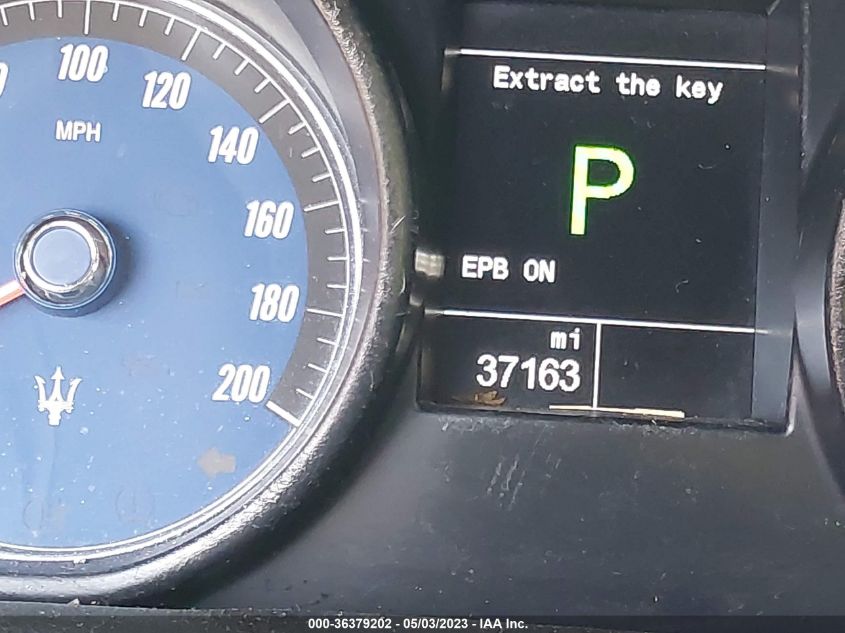 100
120
MPH
140
160
180
200
Extract the key
P
EPB ON
mi
37163
000-36379202 - 05/03/2023 - IAA Inc.